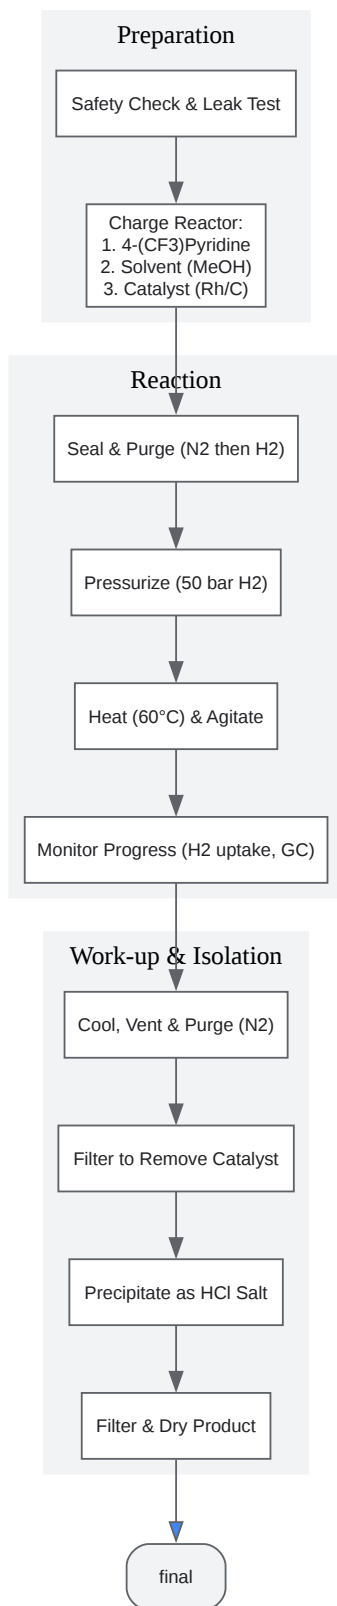 Preparation
Safety Check & Leak Test
Charge Reactor:
1. 4-(CF3)Pyridine
2. Solvent (MeOH)
3. Catalyst (Rh/C)
Reaction
Seal & Purge (N2 then H2)
Pressurize (50 bar H2)
Heat (60°C) & Agitate
Monitor Progress (H2 uptake, GC)
Work-up & Isolation
Cool, Vent & Purge (N2)
Filter to Remove Catalyst
Precipitate as HCl Salt
Filter & Dry Product
final